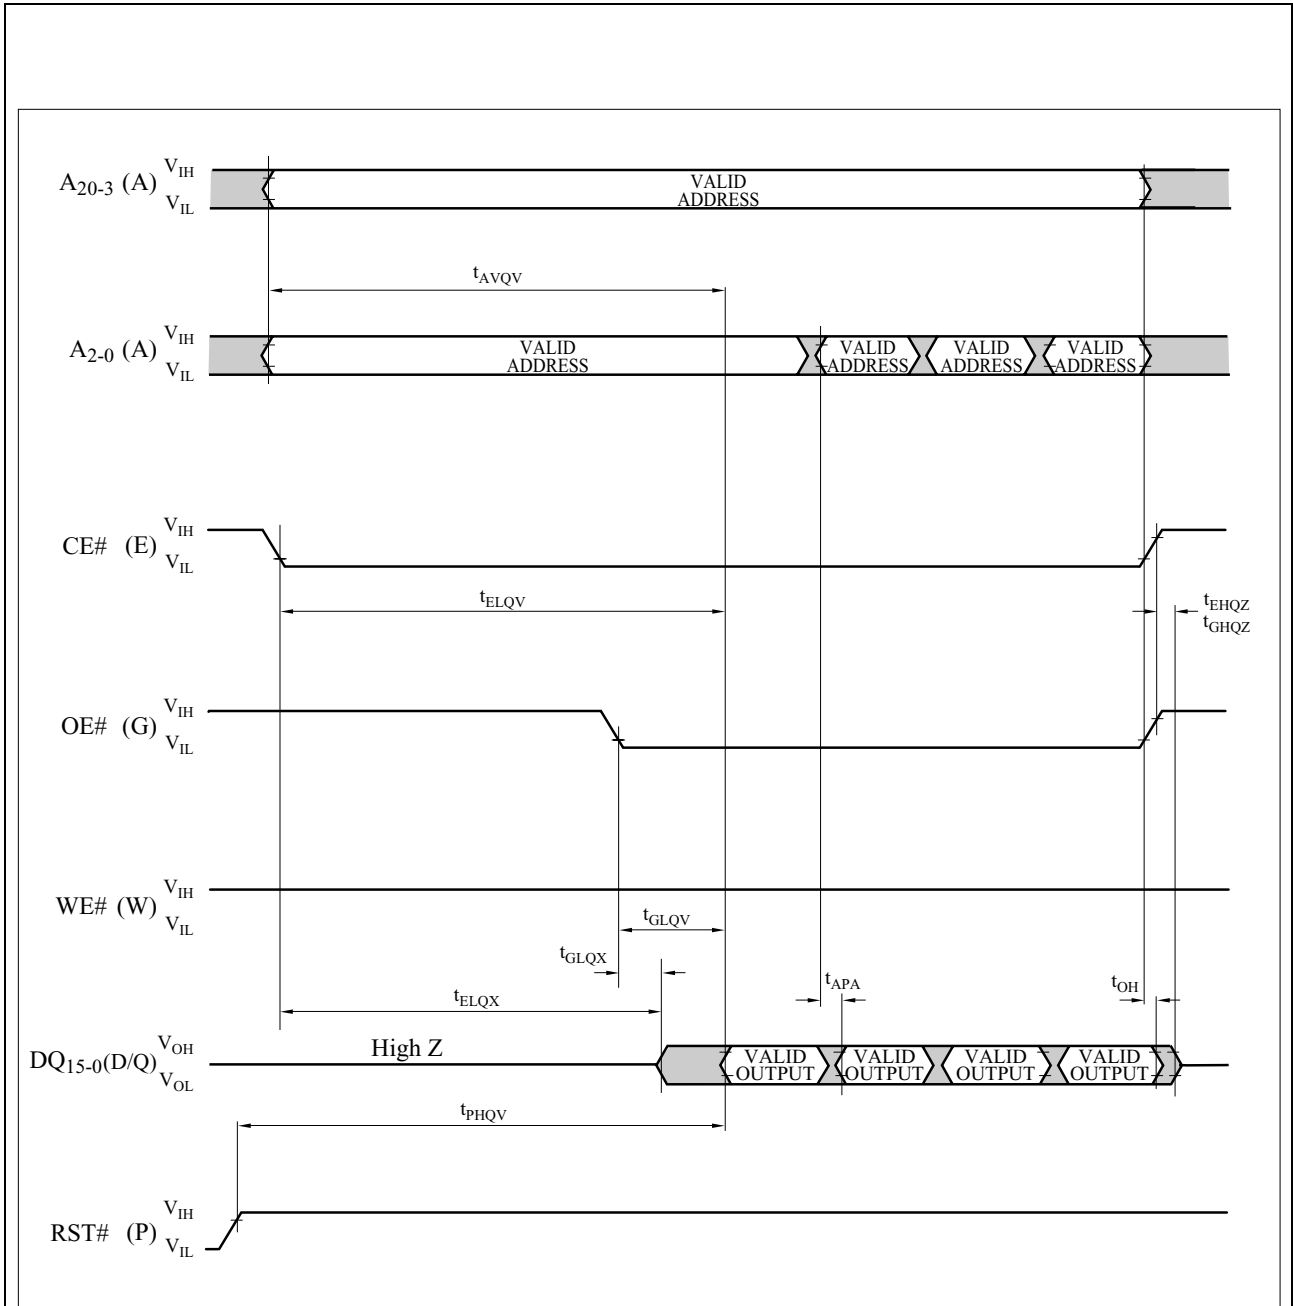 A20-3 (A) VIH
VIL
VALID
ADDRESS
tAVQV
A2-0 (A) VIH
VIL
VALID
ADDRESS
VALID
ADDRESS
VALID
ADDRESS
VALID
ADDRESS
CE# (E) VIH
VIL
tELQV
tEHQZ
tGHQZ
OE# (G) VIH
VIL
WE# (W) VIH
VIL
tGLQV
tGLQX
tELQX
tAPA
tOH
DQ15-0(D/Q) VOH
VOL
High Z
VALID
OUTPUT
VALID
OUTPUT
VALID
OUTPUT
VALID
OUTPUT
tPHQV
RST# (P) VIH
VIL